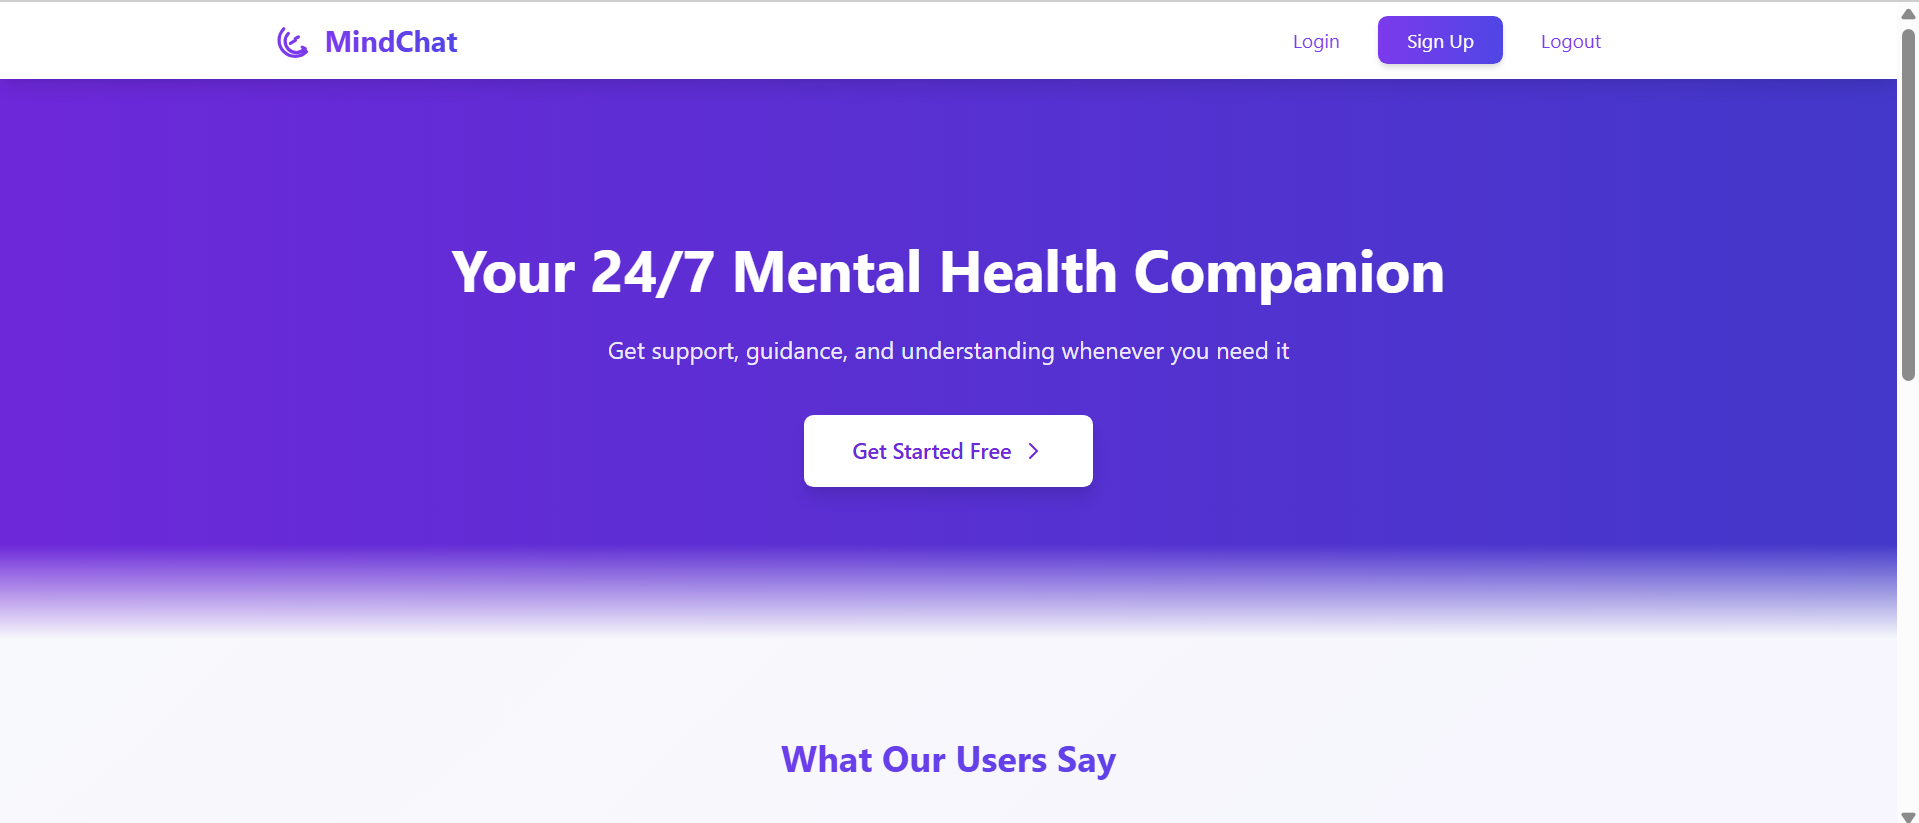 MindChat
Login
Sign Up
Logout
Your 24/7 Mental Health Companion
Get support, guidance, and understanding whenever you need it
Get Started Free
What Our Users Say